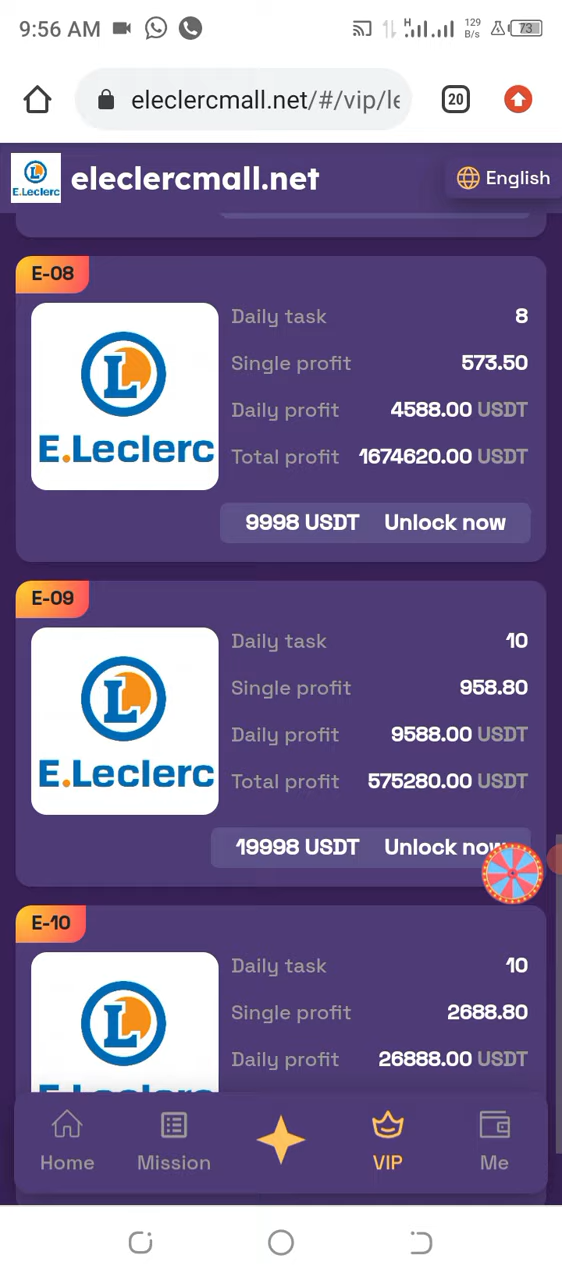 9:56 AM
H
129
B/s
73
eleclercmall.net/#/vip/le
20
E.Leclerc
eleclercmall.net
English
E-08
L
E.Leclerc
Daily task 8
Single profit 573.50
Daily profit 4588.00 USDT
Total profit 1674620.00 USDT
9998 USDT Unlock now
E-09
L
E.Leclerc
Daily task 10
Single profit 958.80
Daily profit 9588.00 USDT
Total profit 575280.00 USDT
19998 USDT Unlock now
E-10
L
E.Leclerc
Daily task 10
Single profit 2688.80
Daily profit 26888.00 USDT
Home Mission VIP Me